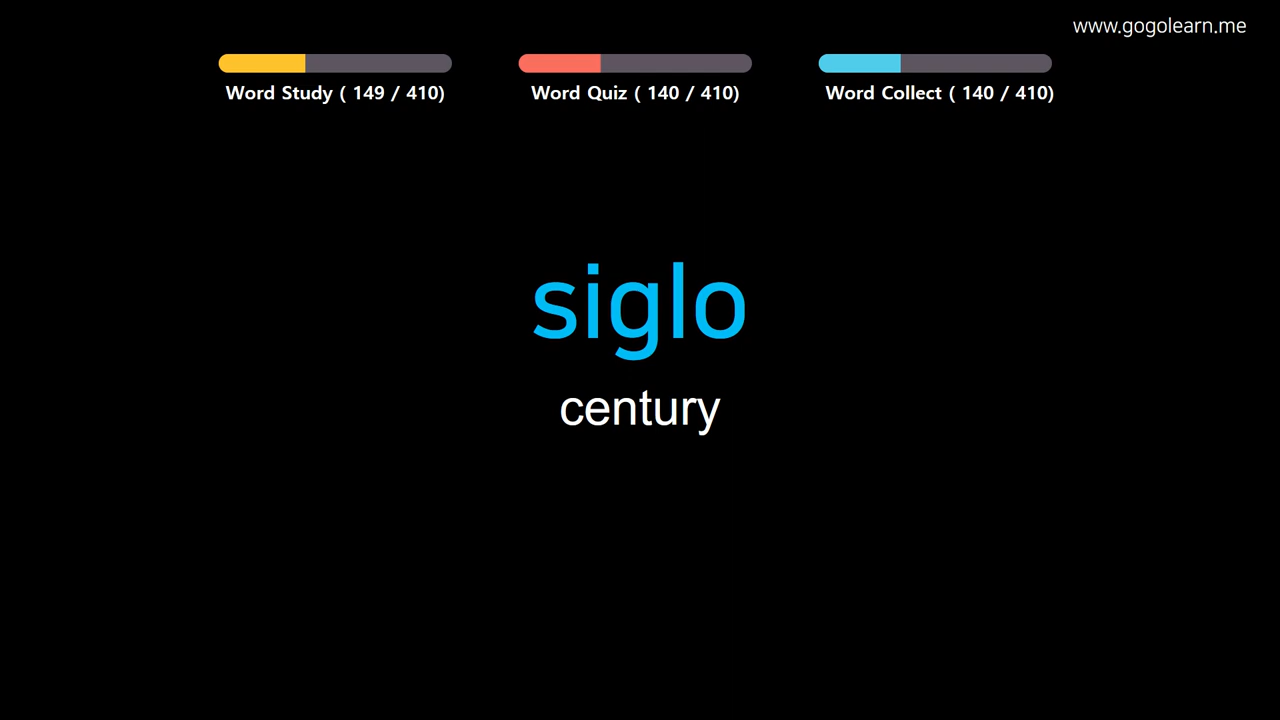 www.gogolearn.me
Word Study ( 149 / 410)
Word Quiz ( 140 / 410)
Word Collect ( 140 / 410)
siglo
century